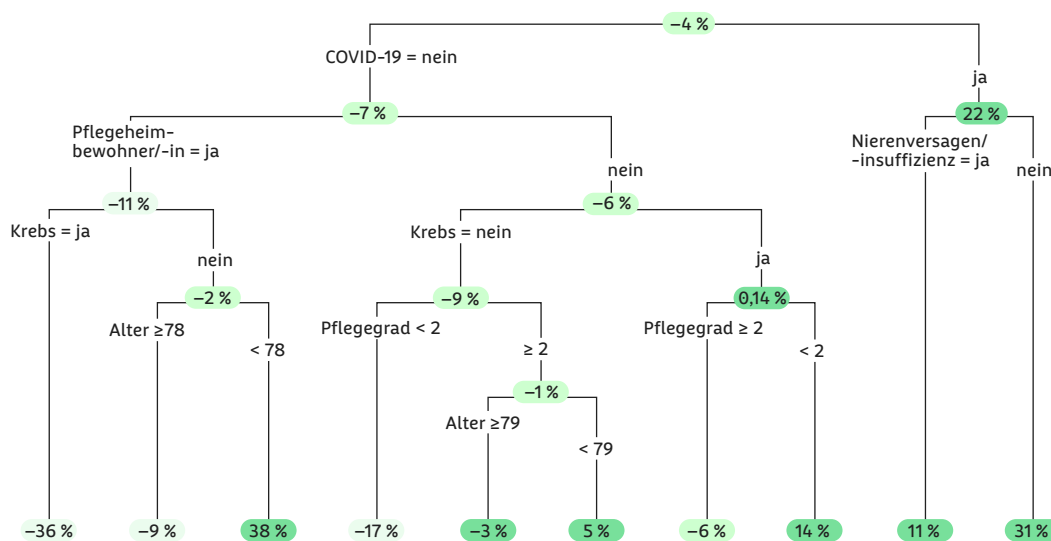 –4 %
COVID-19 = nein
ja
–7 %
22 %
Pflegeheim-
bewohner/-in = ja
nein
Nierenversagen/
-insuffizienz = ja
nein
–11 %
–6 %
Krebs = ja
nein
Krebs = nein
ja
–2 %
–9 %
0,14 %
Alter ≥78
< 78
Pflegegrad < 2
≥ 2
Pflegegrad ≥ 2
< 2
–1 %
Alter ≥79
< 79
–36 %
–9 %
38 %
–17 %
–3 %
5 %
–6 %
14 %
11 %
31 %